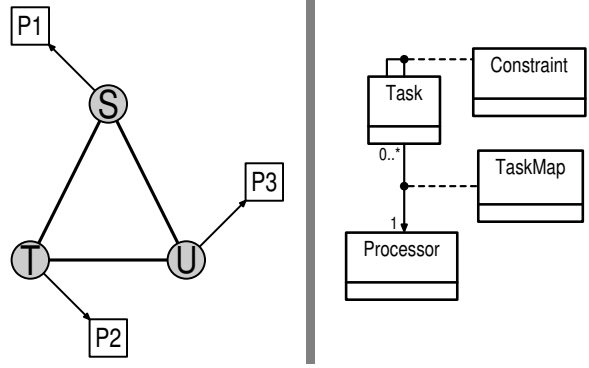 P1
S
P3
T
U
P2
Constraint
Task
0..*
TaskMap
1
Processor